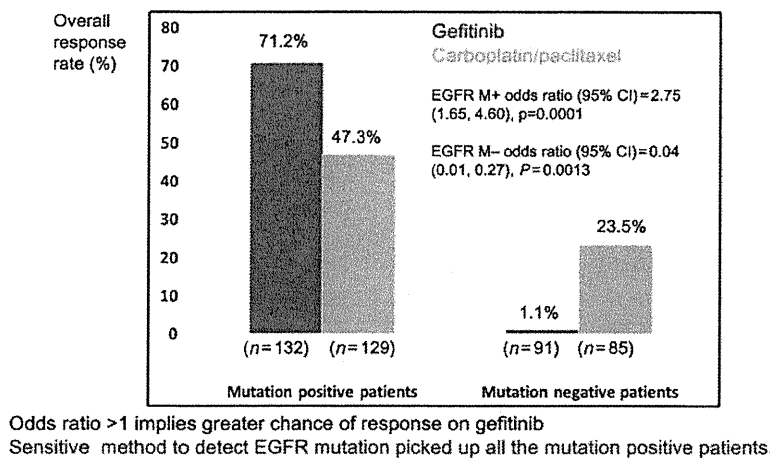 Overall
response
rate (%)
80
70
60
50
40
30
20
10
0
71.2%
47.3%
1.1%
23.5%
Gefitinib
Carboplatin/paclitaxel
EGFR M+ odds ratio (95% CI)=2.75
(1.65, 4.60), p=0.0001
EGFR M– odds ratio (95% CI)=0.04
(0.01, 0.27), P=0.0013
(n=132) (n=129) (n=91) (n=85)
Mutation positive patients Mutation negative patients
Odds ratio >1 implies greater chance of response on gefitinib
Sensitive method to detect EGFR mutation picked up all the mutation positive patients